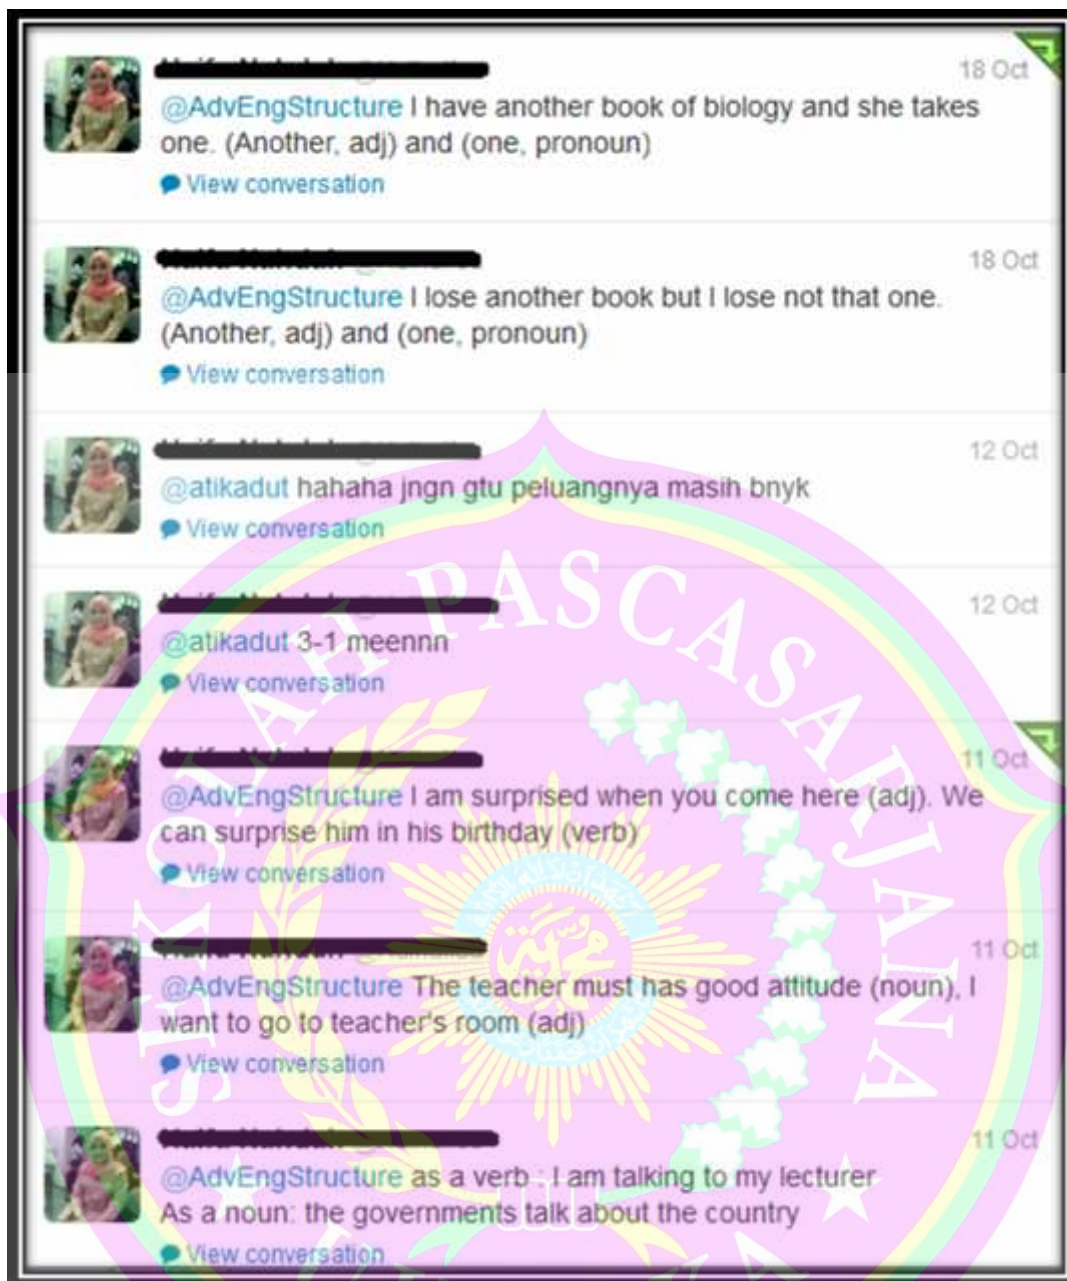 18 Oct
@AdvEngStructure I have another book of biology and she takes
one. (Another, adj) and (one, pronoun)
View conversation
18 Oct
@AdvEngStructure I lose another book but I lose not that one.
(Another, adj) and (one, pronoun)
View conversation
12 Oct
@atikadut hahaha jngn gtu peluangnya masih bnyk
View conversation
12 Oct
@atikadut 3-1 meennn
View conversation
11 Oct
@AdvEngStructure I am surprised when you come here (adj). We
can surprise him in his birthday (verb)
View conversation
11 Oct
@AdvEngStructure The teacher must has good attitude (noun), I
want to go to teacher's room (adj)
View conversation
11 Oct
@AdvEngStructure as a verb : I am talking to my lecturer
As a noun: the governments talk about the country
View conversation
SEKOLAH PASCASARJANA